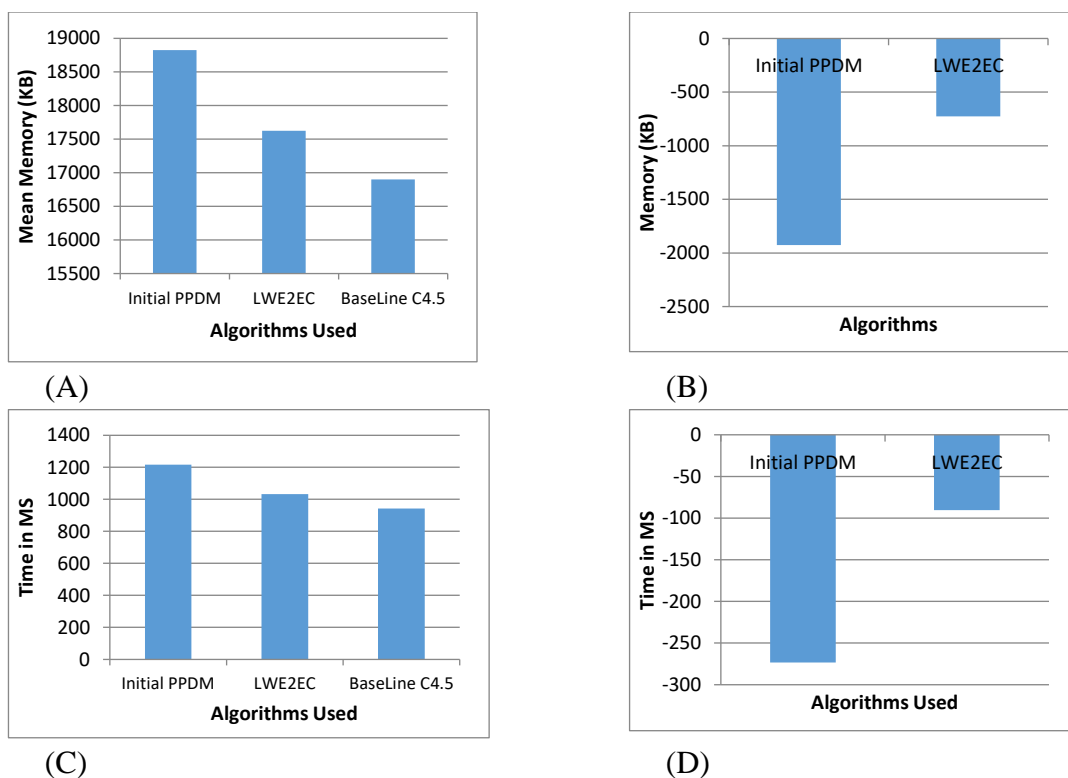 Mean Memory (KB)
19000
18500
18000
17500
17000
16500
16000
15500
Initial PPDM LWE2EC BaseLine C4.5
Algorithms Used
(A)
Memory (KB)
0
Initial PPDM LWE2EC
-500
-1000
-1500
-2000
-2500
Algorithms
(B)
Time in MS
1400
1200
1000
800
600
400
200
0
Initial PPDM LWE2EC BaseLine C4.5
Algorithms Used
(C)
Time in MS
0
Initial PPDM LWE2EC
-50
-100
-150
-200
-250
-300
Algorithms Used
(D)